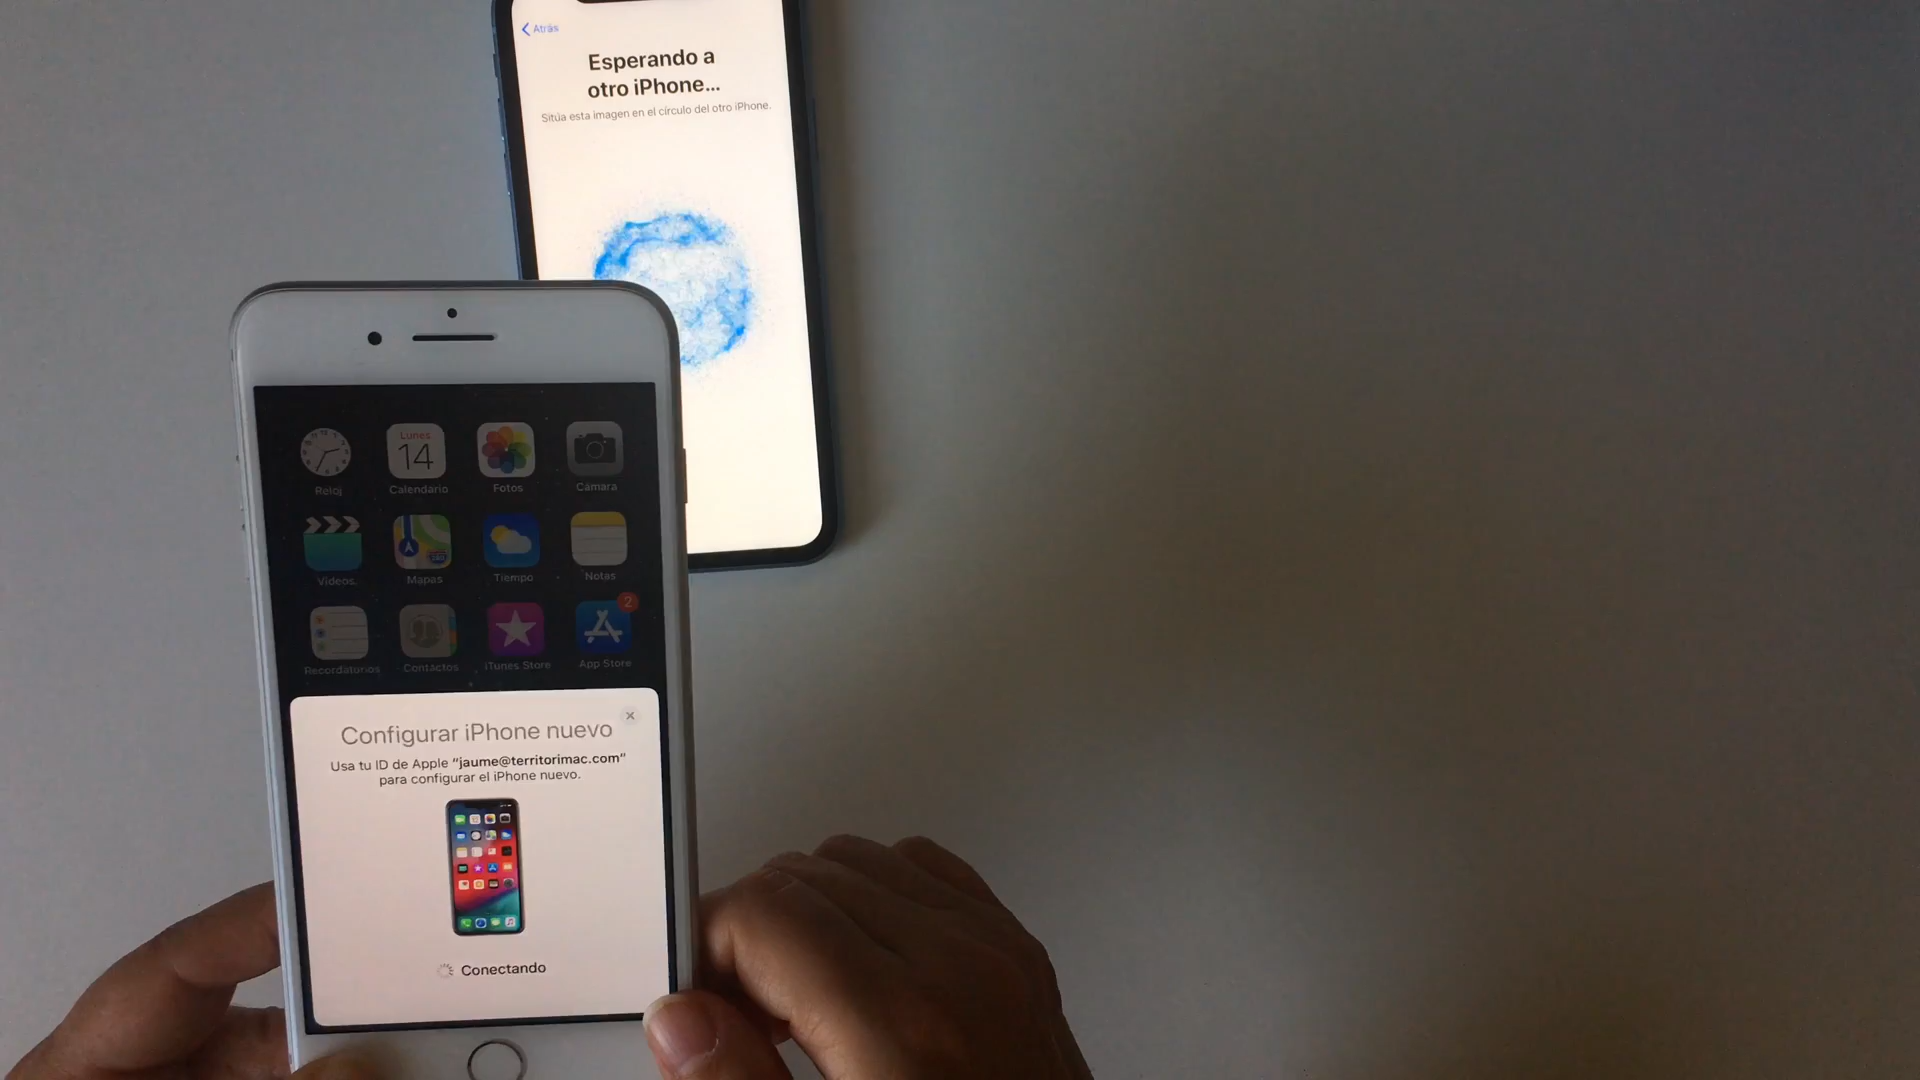 Atrás
Esperando a
otro iPhone...
Sitúa esta imagen en el círculo del otro iPhone.
Lunes
14
Reloj
Calendario
Fotos
Cámara
Vídeos
Mapas
Tiempo
Notas
2
Recordatorios
Contactos
iTunes Store
App Store
Configurar iPhone nuevo
Usa tu ID de Apple “jaume@territorimac.com”
para configurar el iPhone nuevo.
Conectando